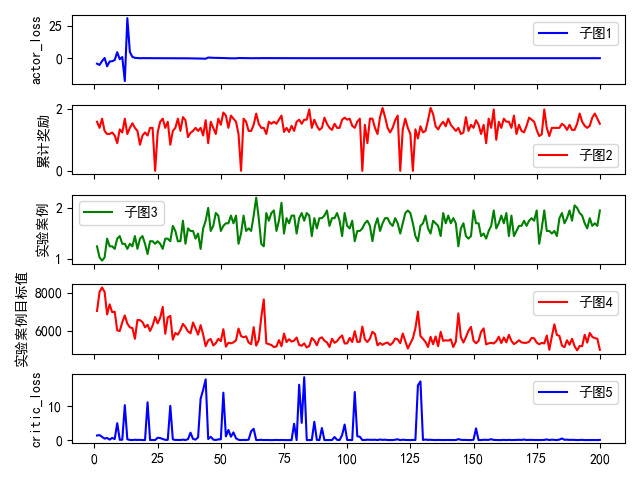 actor_loss
25
0
子图1
累计奖励
2
0
子图2
实验案例
2
1
子图3
实验案例目标值
8000
6000
子图4
critic_loss
10
0
子图5
0 25 50 75 100 125 150 175 200